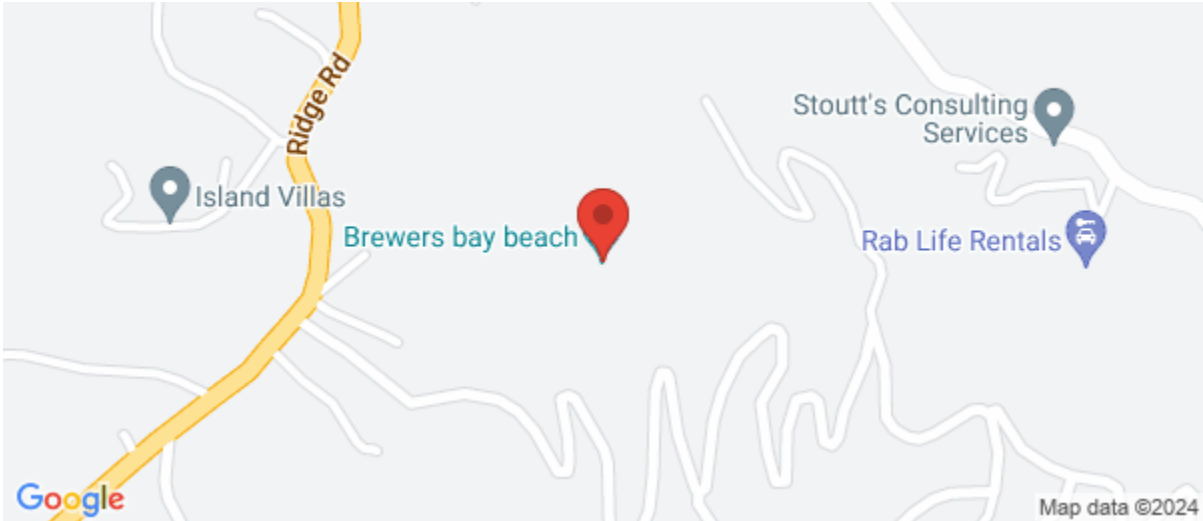 Ridge Rd
Stoutt's Consulting
Services
Island Villas
Brewers bay beach
Rab Life Rentals
Google
Map data ©2024